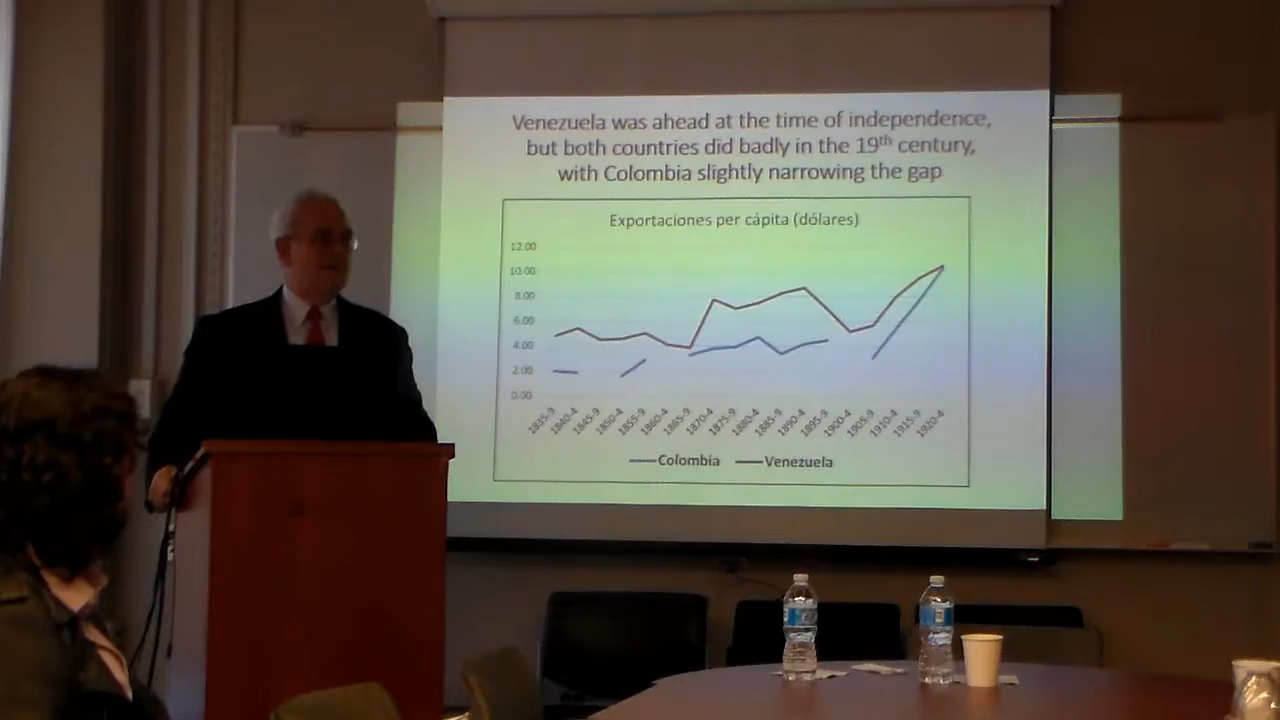 Venezuela was ahead at the time of independence,
but both countries did badly in the 19th century,
with Colombia slightly narrowing the gap
Exportaciones per cápita (dólares)
12.00
10.00
8.00
6.00
4.00
2.00
0.00
1835-9 1840-4 1845-9 1850-4 1855-9 1860-4 1865-9 1870-4 1875-9 1880-4 1885-9 1890-4 1895-9 1900-4 1905-9 1910-4 1915-9 1920-4
Colombia Venezuela